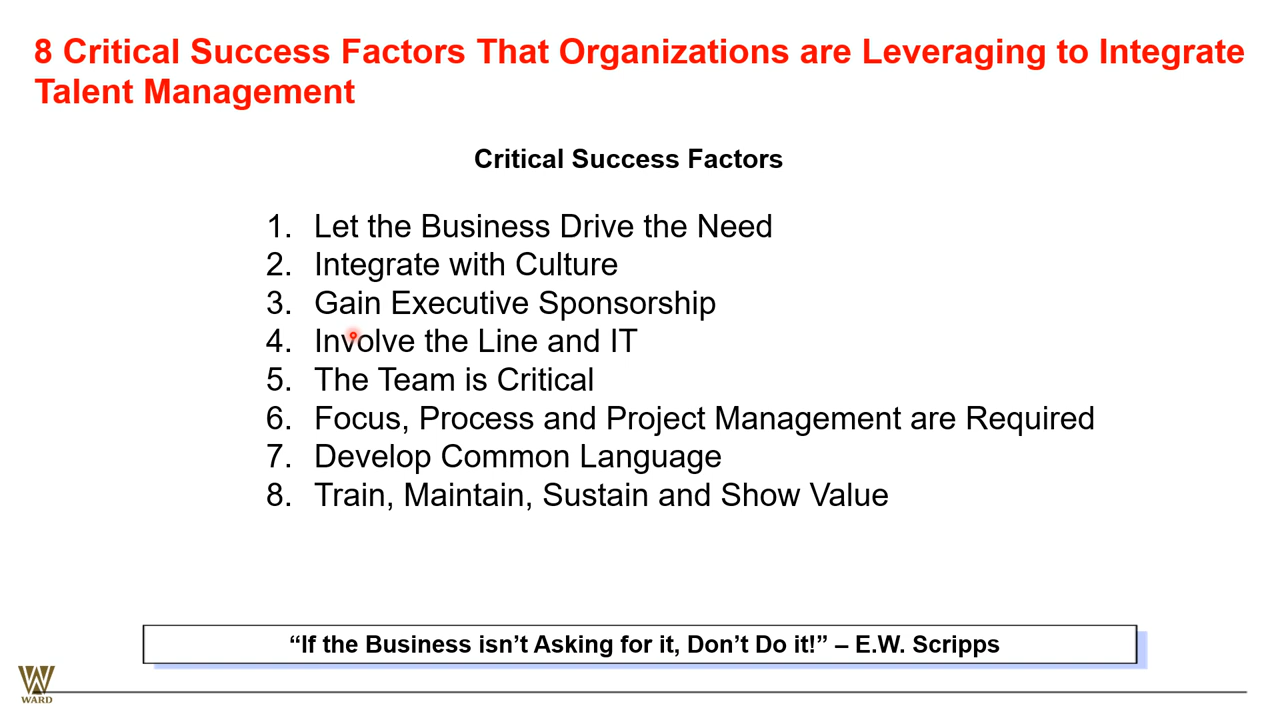 8 Critical Success Factors That Organizations are Leveraging to Integrate
Talent Management
Critical Success Factors
1. Let the Business Drive the Need
2. Integrate with Culture
3. Gain Executive Sponsorship
4. Involve the Line and IT
5. The Team is Critical
6. Focus, Process and Project Management are Required
7. Develop Common Language
8. Train, Maintain, Sustain and Show Value
“If the Business isn’t Asking for it, Don’t Do it!” – E.W. Scripps
WARD